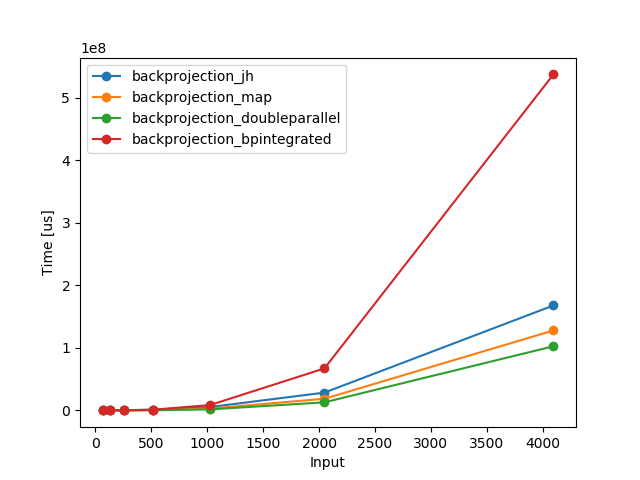 1e8
backprojection_jh
backprojection_map
backprojection_doubleparallel
backprojection_bpintegrated
5
4
3
2
1
0
Time [us]
0 500 1000 1500 2000 2500 3000 3500 4000
Input